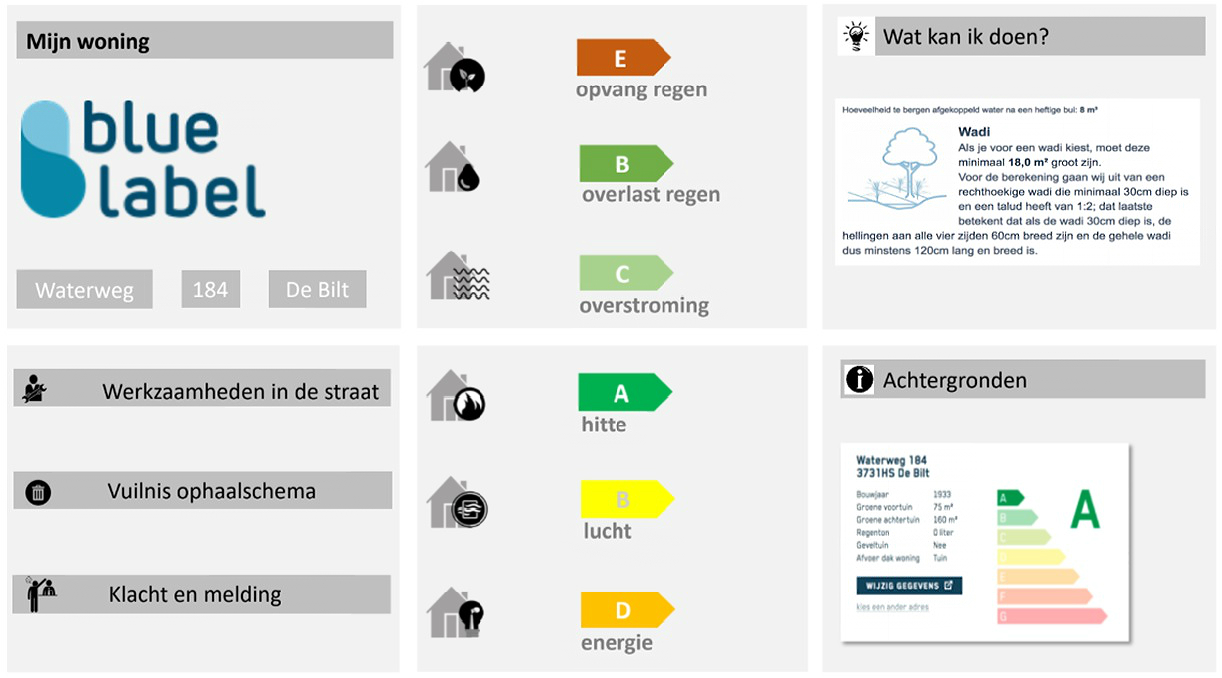 Mijn woning
blue
label
Waterweg 184 De Bilt
E
opvang regen
B
overlast regen
C
overstroming
Wat kan ik doen?
Hoeveelheid te bergen afgekoppeld water na een heftige bui: 8 m³
Wadi
Als je voor een wadi kiest, moet deze
minimaal 18,0 m² groot zijn.
Voor de berekening gaan wij uit van een
rechthoekige wadi die minimaal 30cm diep is
en een talud heeft van 1:2; dat laatste
betekent dat als de wadi 30cm diep is, de
hellingen aan alle vier zijden 60cm breed zijn en de gehele wadi
dus minstens 120cm lang en breed is.
Werkzaamheden in de straat
Vuilnis ophaalschema
Klacht en melding
A
hitte
B
lucht
D
energie
Achtergronden
Waterweg 184
3731HS De Bilt
Bouwjaar 1933
Groene voortuin 75 m²
Groene achtertuin 160 m²
Regenton 0 liter
Geveltuin Nee
Afvoer dak woning Tuin
WIJZIG GEGEVENS
kies een ander adres
A
B
C
D
E
F
G
A